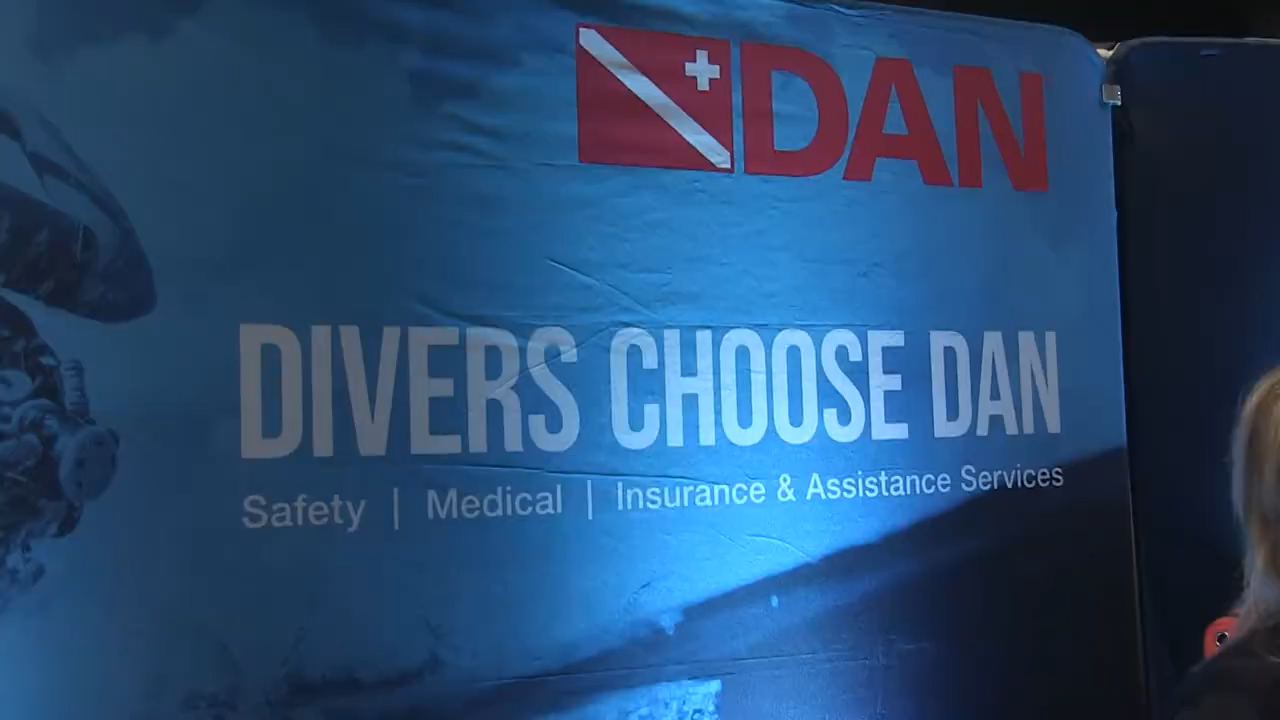 DAN
DIVERS CHOOSE DAN
Safety | Medical | Insurance & Assistance Services